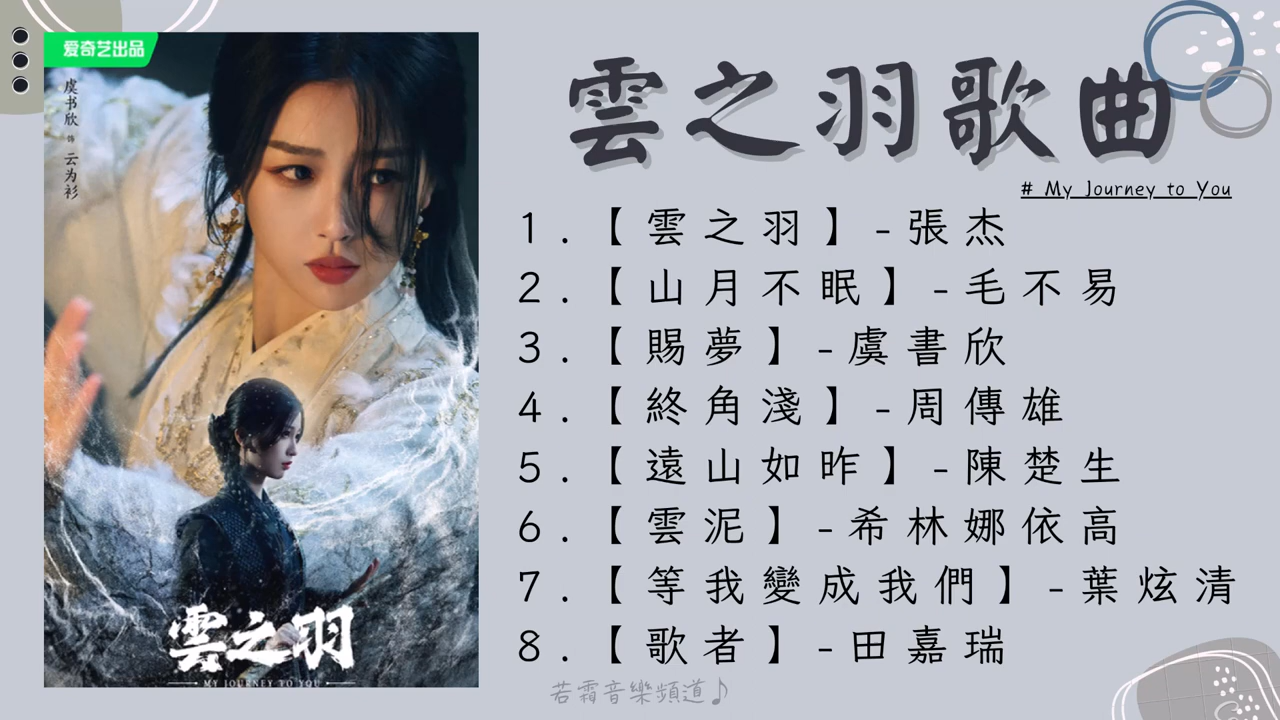 爱奇艺出品
虞书欣
饰
云为衫
雲之羽
MY JOURNEY TO YOU
雲之羽歌曲
# My Journey to You
1.【雲之羽】-張杰
2.【山月不眠】-毛不易
3.【賜夢】-虞書欣
4.【終角淺】-周傳雄
5.【遠山如昨】-陳楚生
6.【雲泥】-希林娜依高
7.【等我變成我們】-葉炫清
8.【歌者】-田嘉瑞
若霜音樂頻道♪